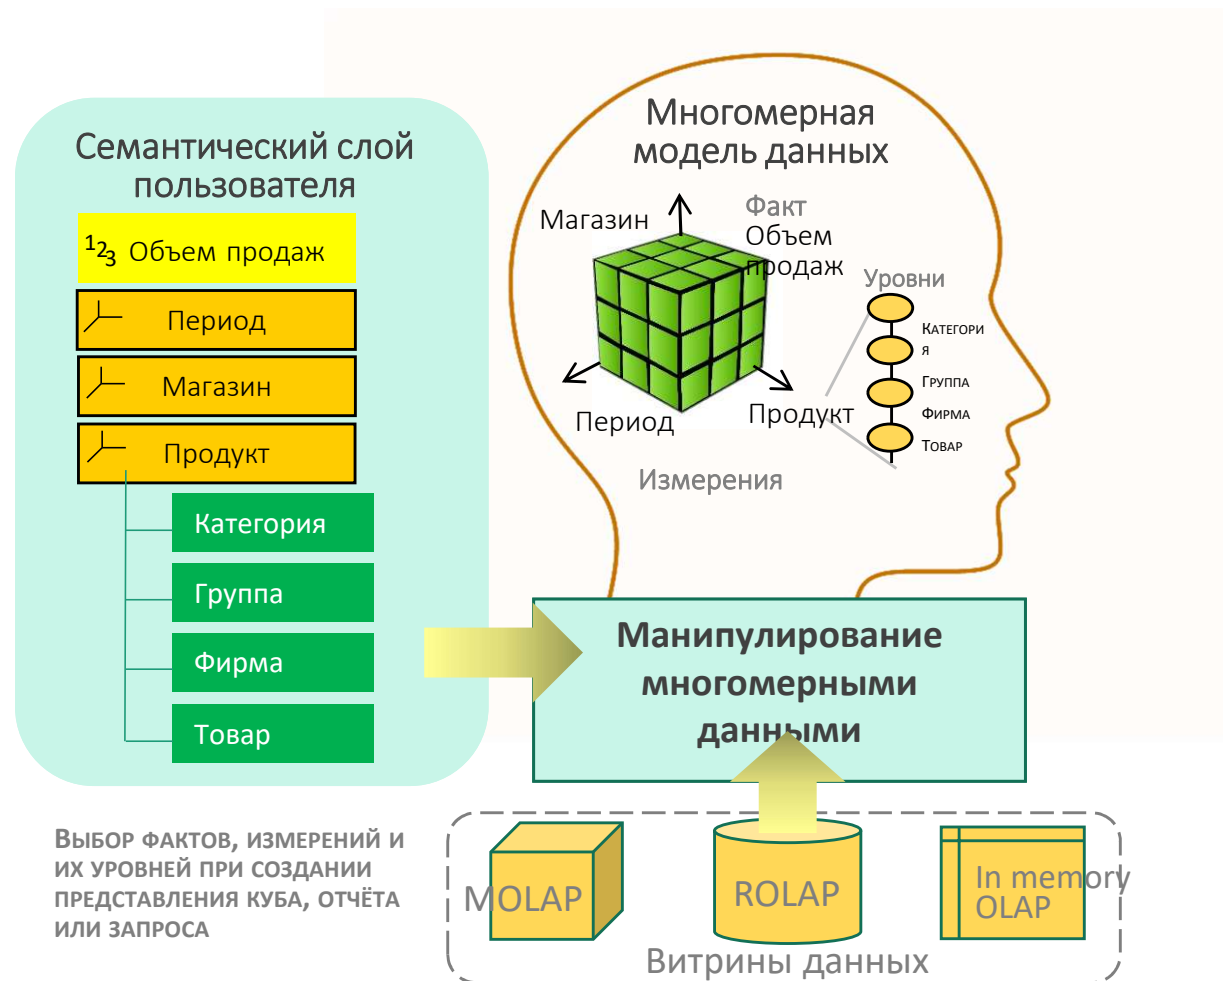 Семантический слой
пользователя
123 Объем продаж
Период
Магазин
Продукт
Категория
Группа
Фирма
Товар
ВЫБОР ФАКТОВ, ИЗМЕРЕНИЙ И
ИХ УРОВНЕЙ ПРИ СОЗДАНИИ
ПРЕДСТАВЛЕНИЯ КУБА, ОТЧЁТА
ИЛИ ЗАПРОСА
Многомерная
модель данных
Магазин
Факт
Объем
продаж
Уровни
КАТЕГОРИ
Я
ГРУППА
ФИРМА
ТОВАР
Период
Продукт
Измерения
Манипулирование
многомерными
данными
MOLAP
ROLAP
In memory
OLAP
Витрины данных